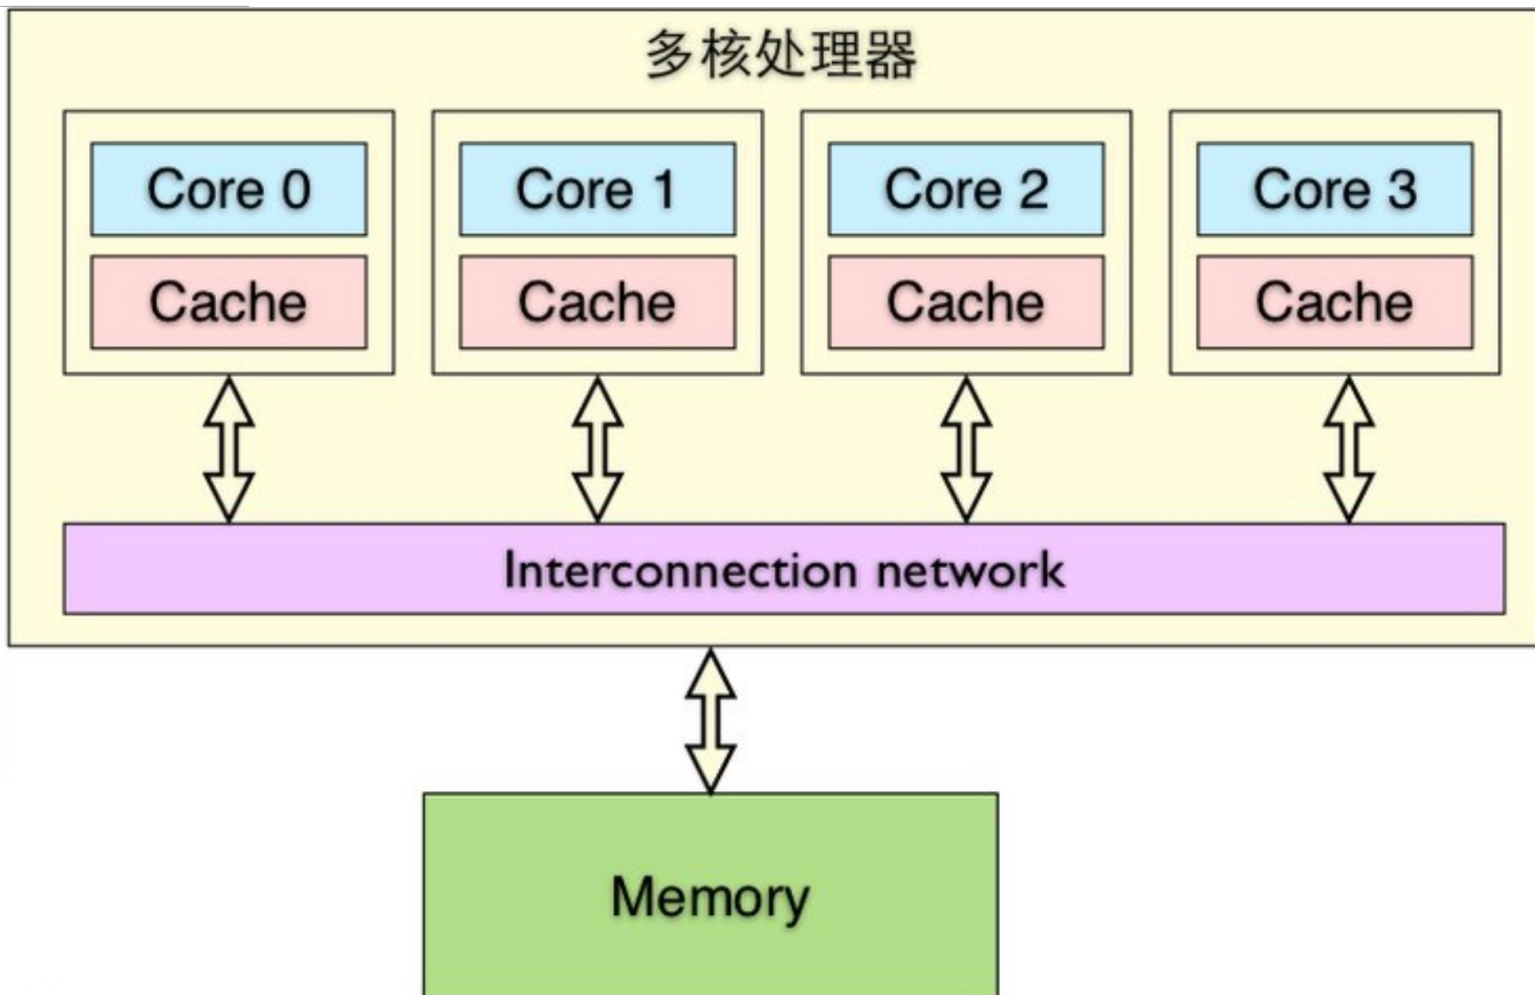 多核处理器
Core 0
Core 1
Core 2
Core 3
Cache
Cache
Cache
Cache
Interconnection network
Memory